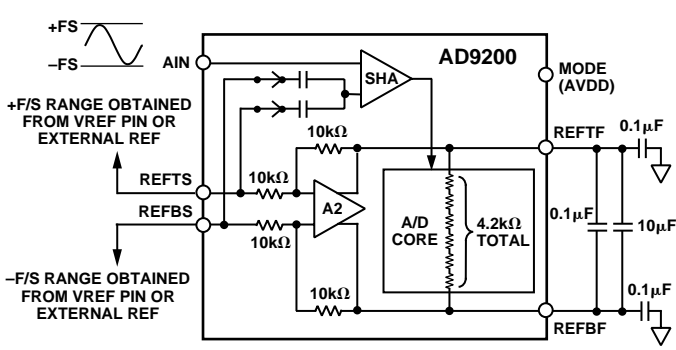 +FS
–FS
AIN
AD9200
SHA
MODE
(AVDD)
+F/S RANGE OBTAINED
FROM VREF PIN OR
EXTERNAL REF
10kΩ
REFTF
0.1µF
REFTS
10kΩ
REFBS
A2
A/D
CORE
4.2kΩ
TOTAL
0.1µF
10µF
10kΩ
–F/S RANGE OBTAINED
FROM VREF PIN OR
EXTERNAL REF
10kΩ
0.1µF
REFBF